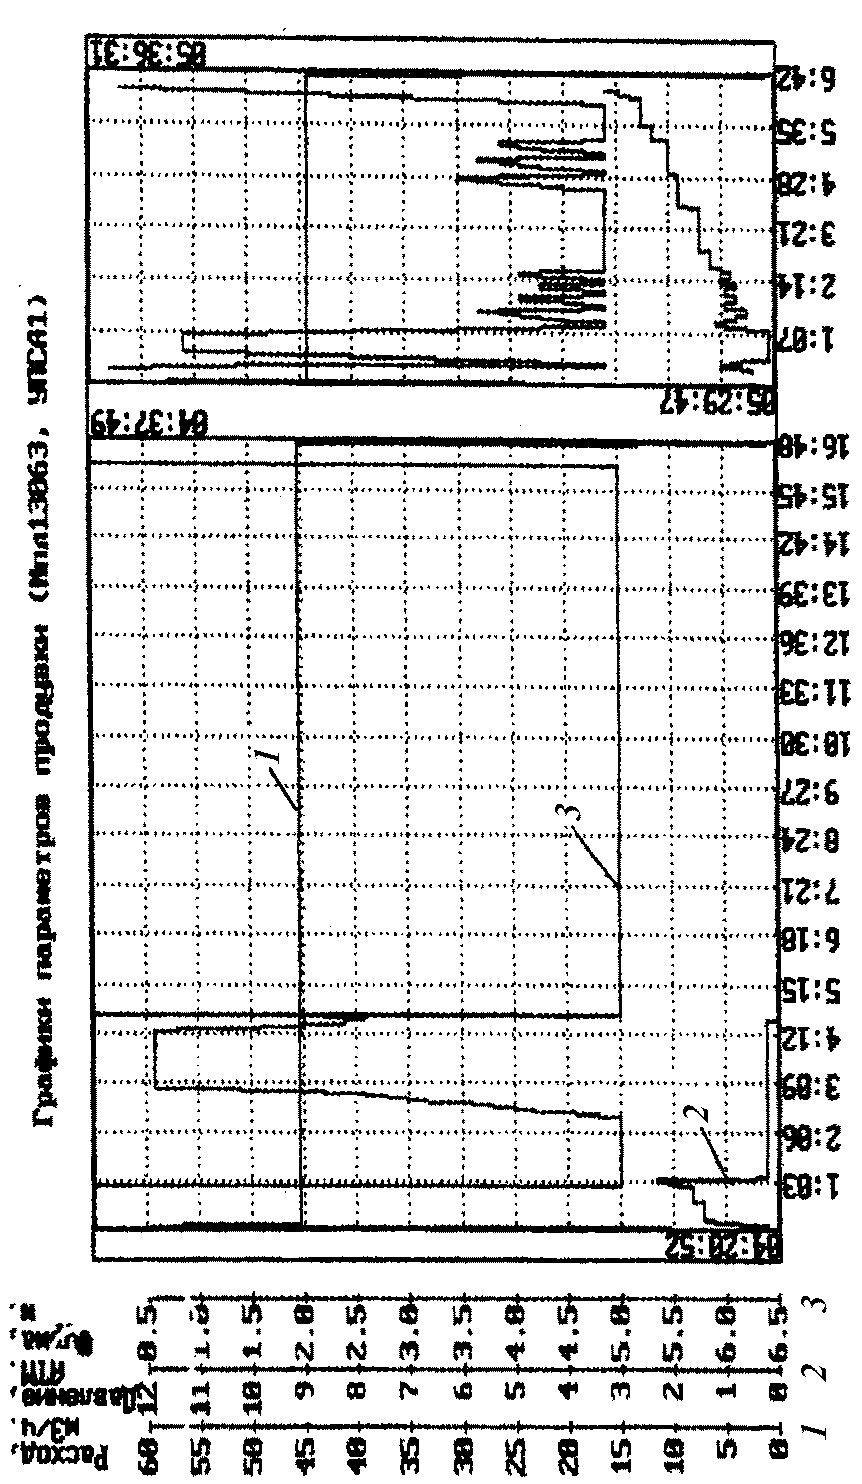 Графики параметров продувки (Мпл13063, УПСА1)
Расход, м3/ч.
Давление, АТМ.
Фурма, м.
60 12 0.5
55 11 1.0
50 10 1.5
45 9 2.0
40 8 2.5
35 7 3.0
30 6 3.5
25 5 4.0
20 4 4.5
15 3 5.0
10 2 5.5
5 1 6.0
0 0 6.5
1 2 3
04:37:49
05:36:31
1
3
2
04:20:52
05:29:47
1:03 2:06 3:09 4:12 5:15 6:18 7:21 8:24 9:27 10:30 11:33 12:36 13:39 14:42 15:45 16:48
1:07 2:14 3:21 4:28 5:35 6:42